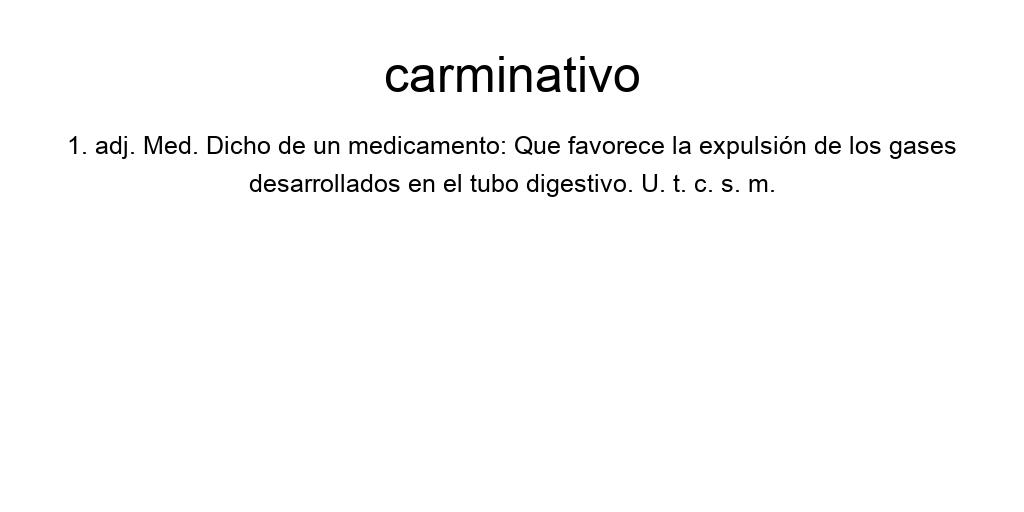 carminativo
1. adj. Med. Dicho de un medicamento: Que favorece la expulsión de los gases
desarrollados en el tubo digestivo. U. t. c. s. m.